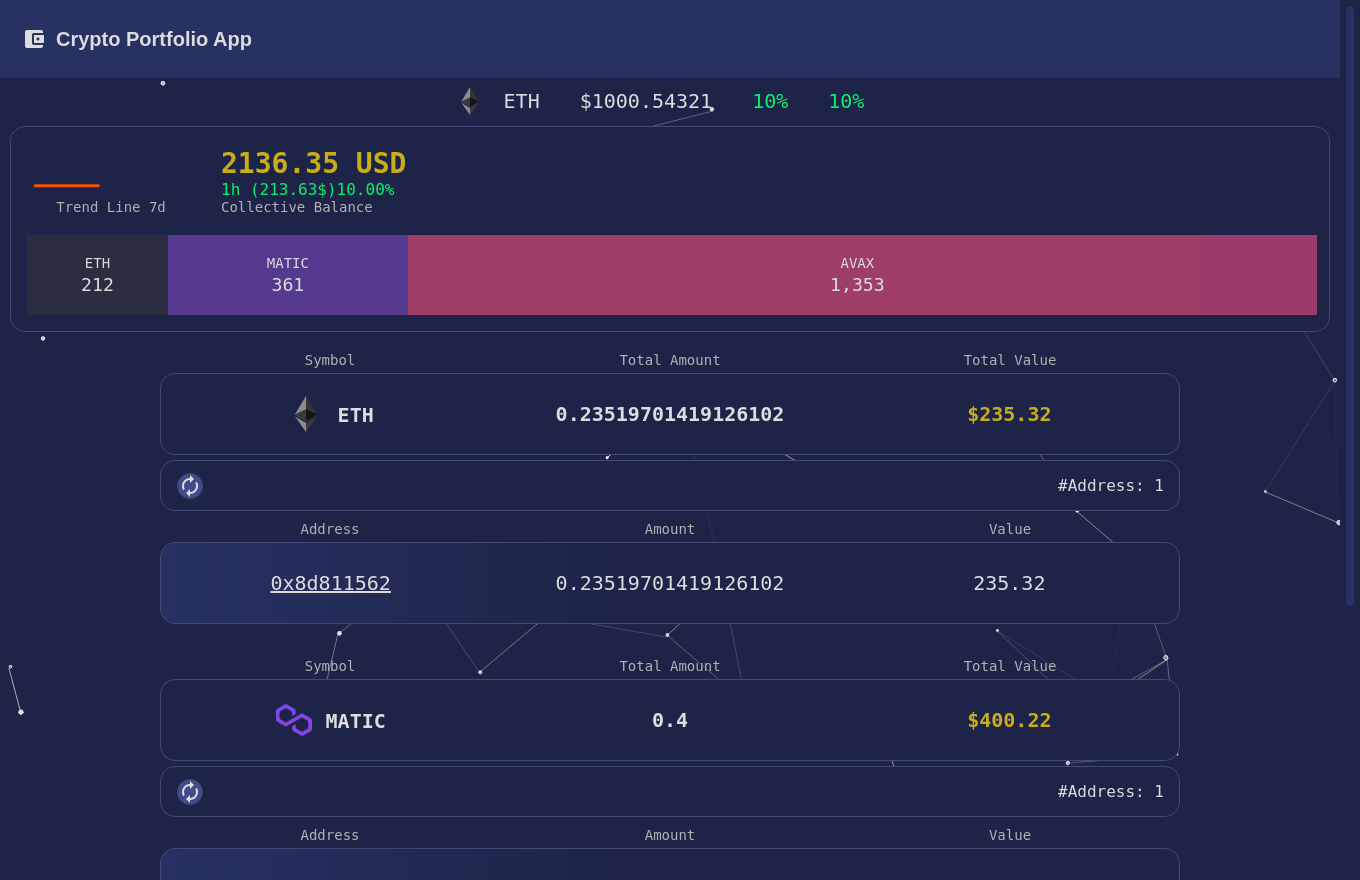 Crypto Portfolio App
ETH $1000.54321 10% 10%
2136.35 USD
1h (213.63$)10.00%
Trend Line 7d Collective Balance
ETH MATIC AVAX
212 361 1,353
Symbol Total Amount Total Value
ETH 0.23519701419126102 $235.32
#Address: 1
Address Amount Value
0x8d811562 0.23519701419126102 235.32
Symbol Total Amount Total Value
MATIC 0.4 $400.22
#Address: 1
Address Amount Value